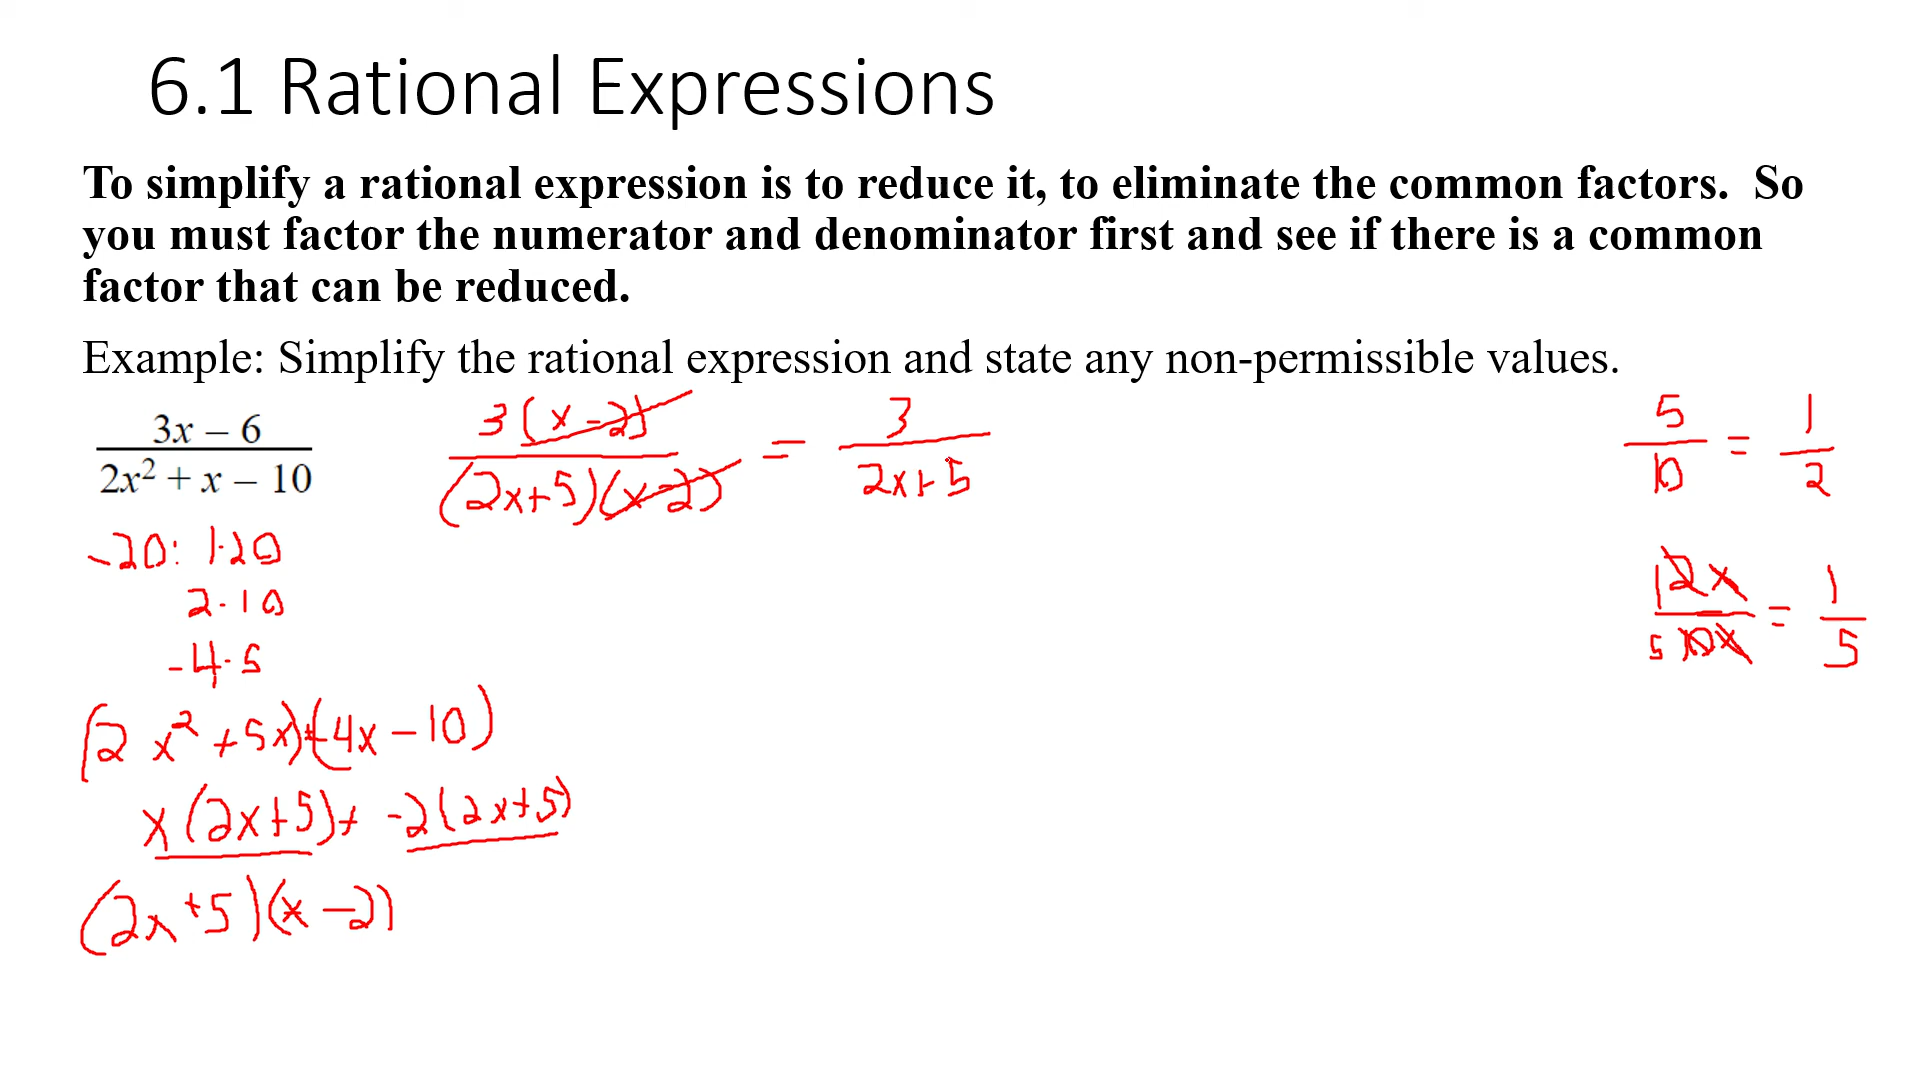 6.1 Rational Expressions
To simplify a rational expression is to reduce it, to eliminate the common factors.  So
you must factor the numerator and denominator first and see if there is a common
factor that can be reduced.
Example: Simplify the rational expression and state any non-permissible values.
3x – 6
2x² + x – 10
3(x-2)
(2x+5)(x-2)
=
3
2x+5
-20: 1·20
2·10
-4·5
(2x²+5x)+(-4x-10)
x(2x+5)+ -2(2x+5)
(2x+5)(x-2)
5
10
=
1
2
12x
5 10x
=
1
5